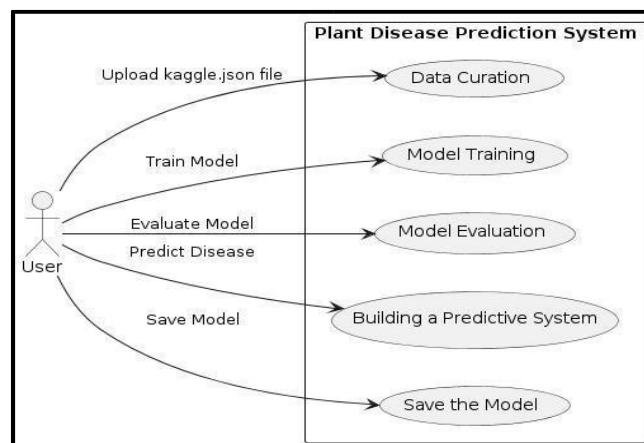 Plant Disease Prediction System
Upload kaggle.json file
Data Curation
Train Model
Model Training
Evaluate Model
Model Evaluation
User
Predict Disease
Building a Predictive System
Save Model
Save the Model